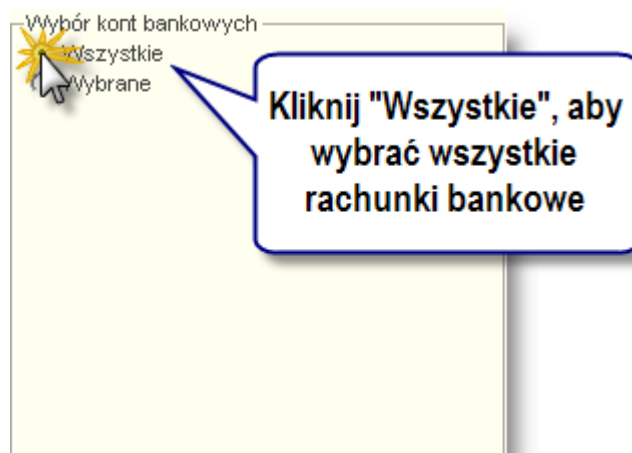 Wybór kont bankowych
Wszystkie
Wybrane
Kliknij "Wszystkie", aby
wybrać wszystkie
rachunki bankowe